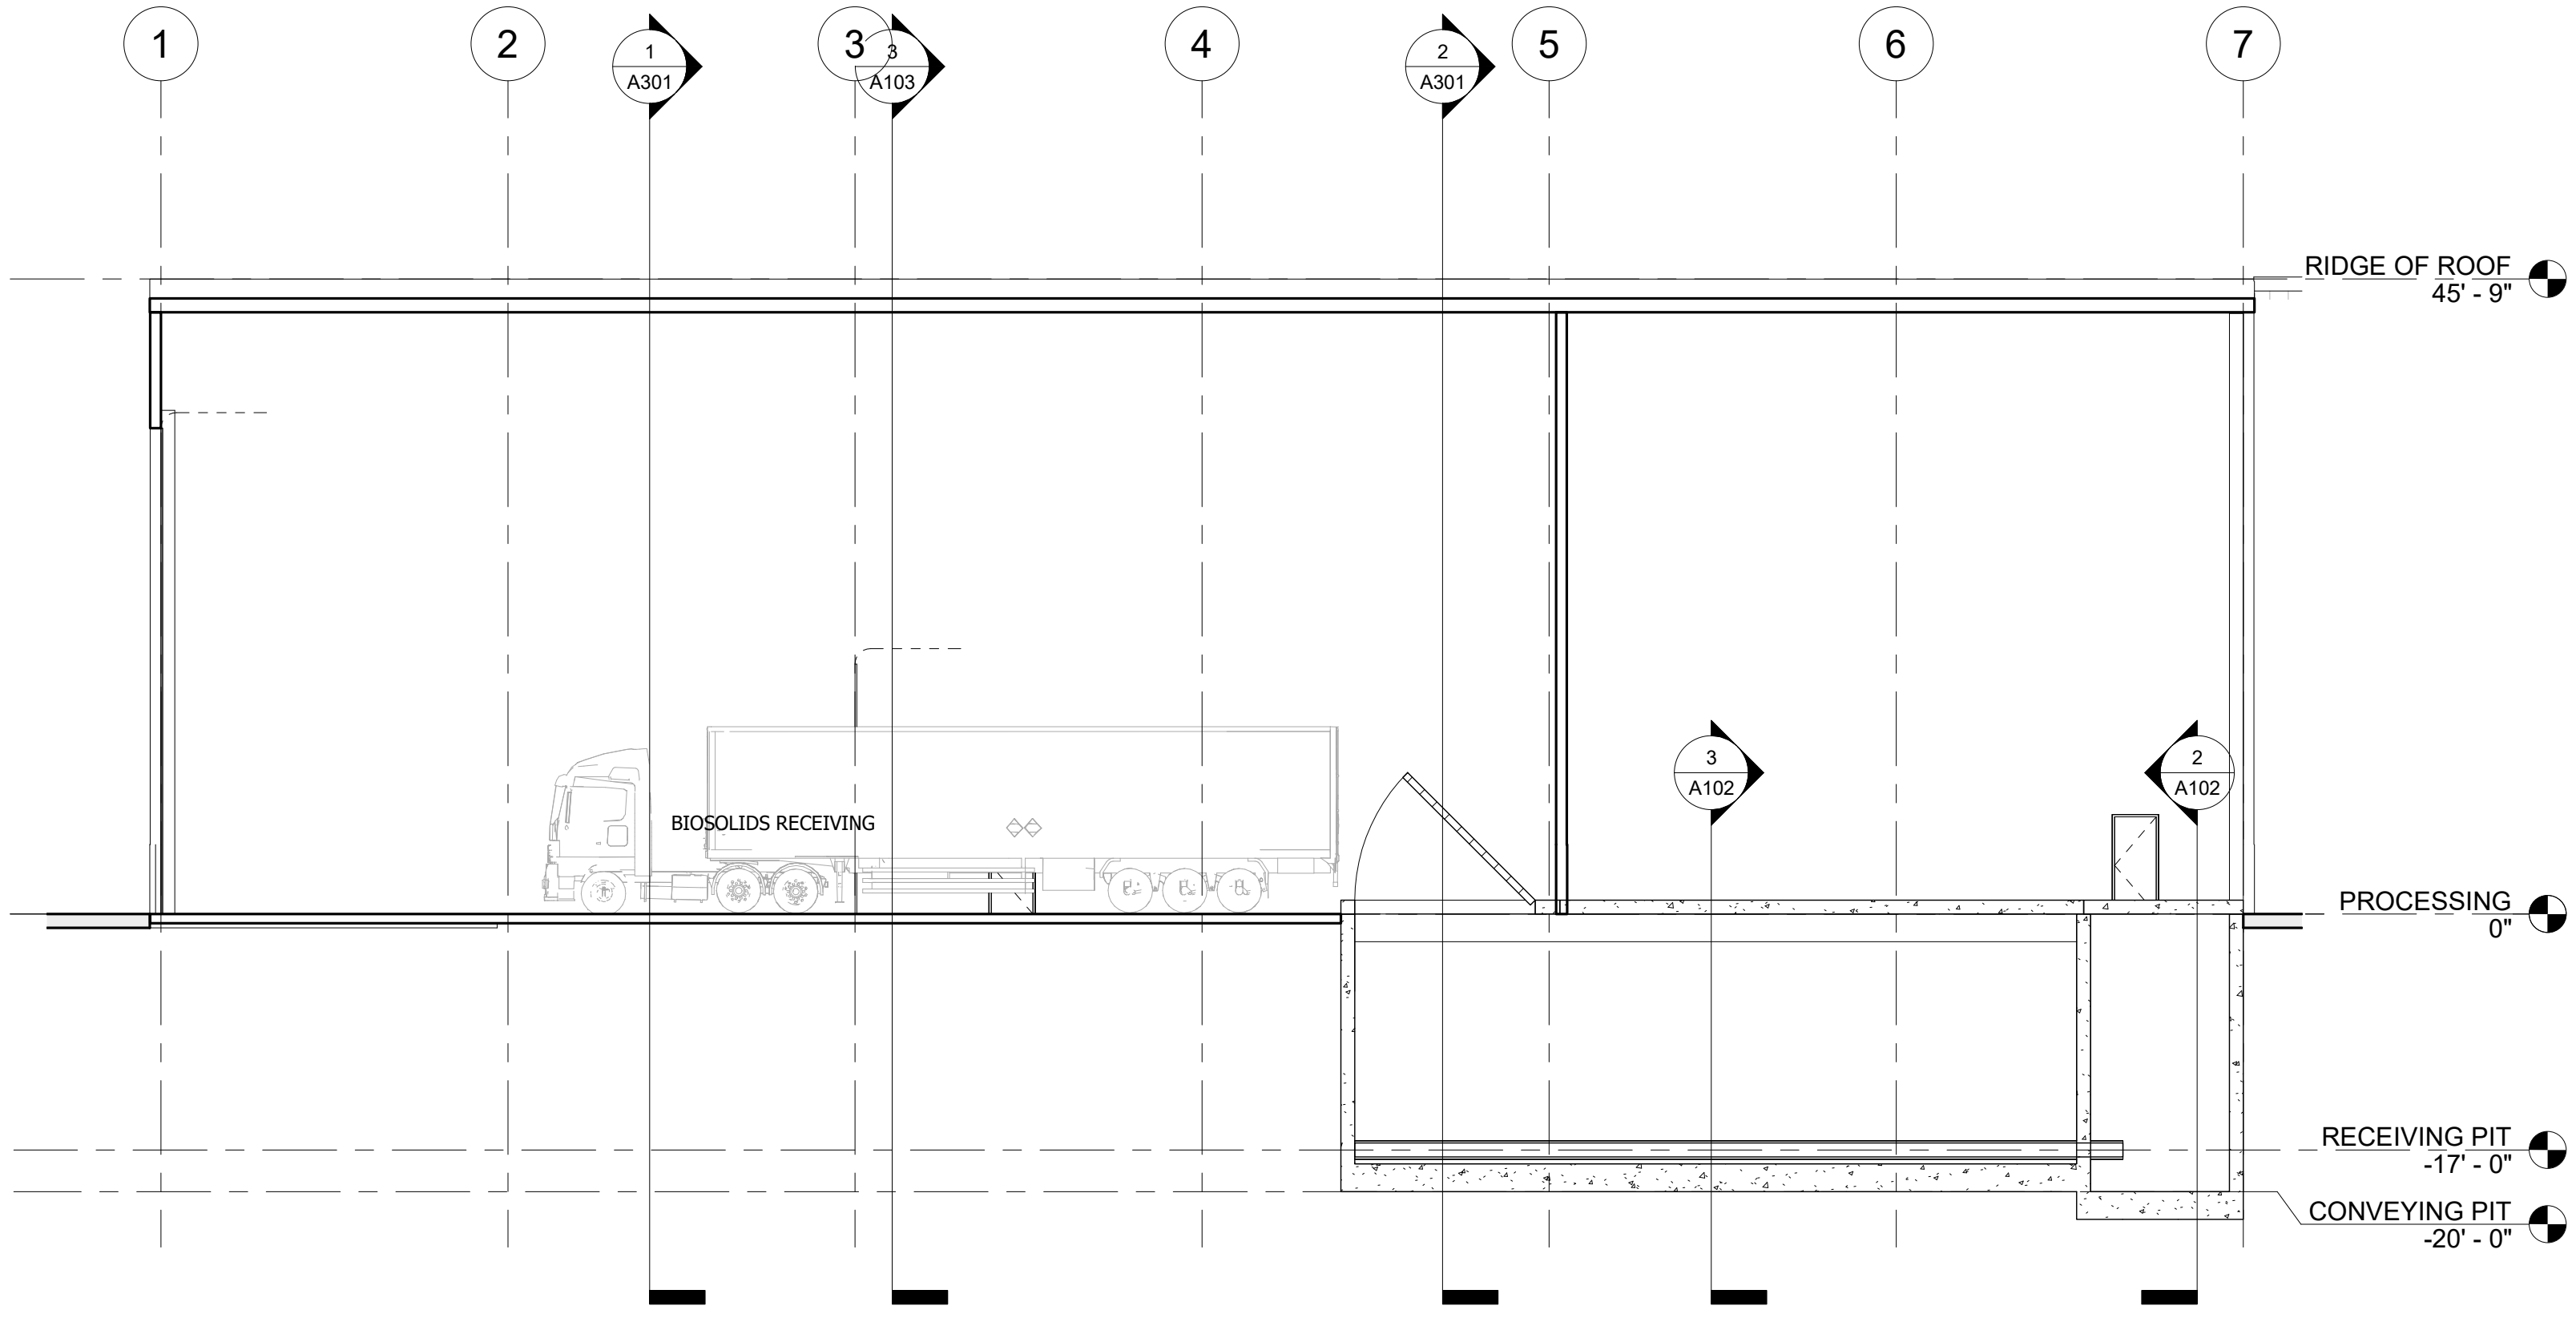 1
2
1
A301
3
3
A103
4
2
A301
5
6
7
RIDGE OF ROOF
45' - 9"
BIOSOLIDS RECEIVING
3
A102
2
A102
PROCESSING
0"
RECEIVING PIT
-17' - 0"
CONVEYING PIT
-20' - 0"